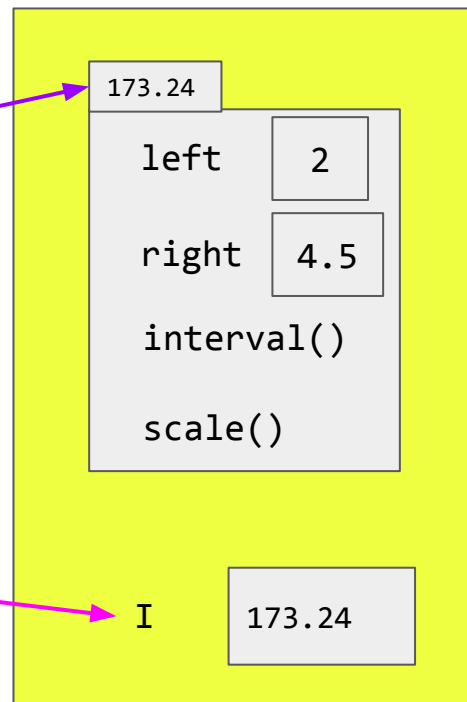 173.24
left 2
right 4.5
interval()
scale()
I 173.24